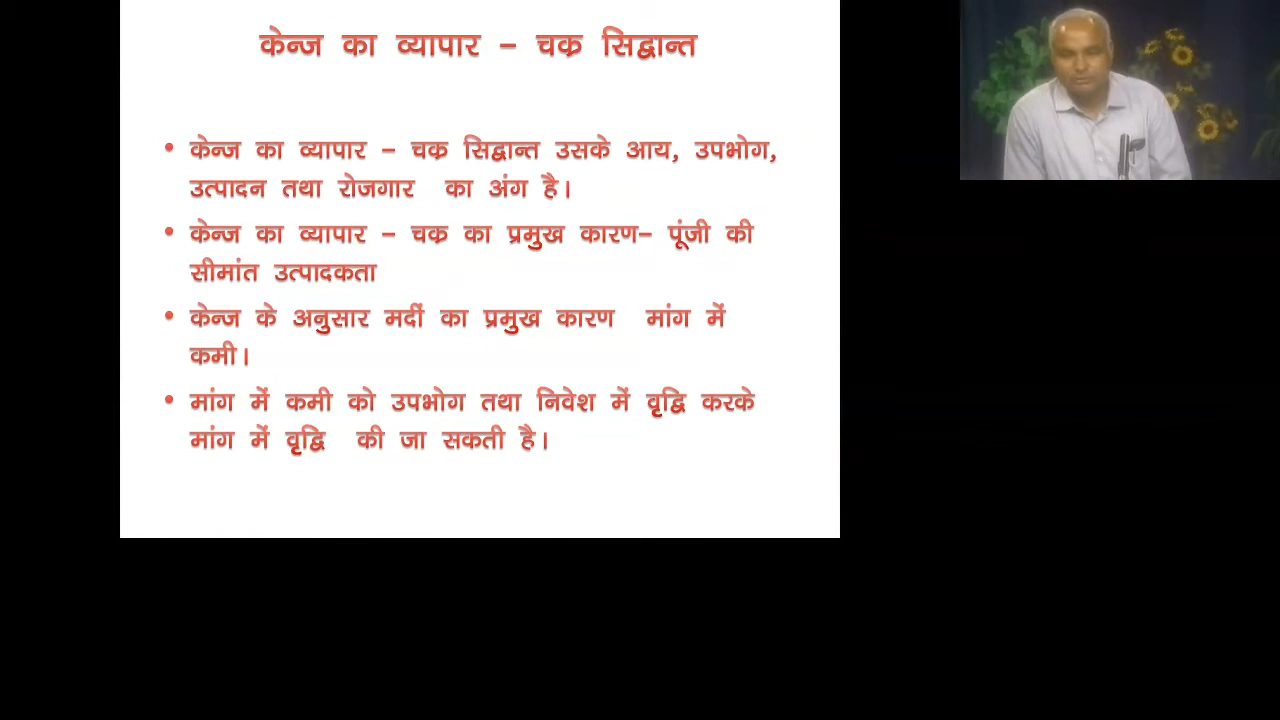 केन्ज का व्यापार – चक्र सिद्वान्त
• केन्ज का व्यापार – चक्र सिद्वान्त उसके आय, उपभोग,
उत्पादन तथा रोजगार का अंग है।
• केन्ज का व्यापार – चक्र का प्रमुख कारण– पूंजी की
सीमांत उत्पादकता
• केन्ज के अनुसार मदीं का प्रमुख कारण मांग में
कमी।
• मांग में कमी को उपभोग तथा निवेश में वृद्वि करके
मांग में वृद्वि की जा सकती है।